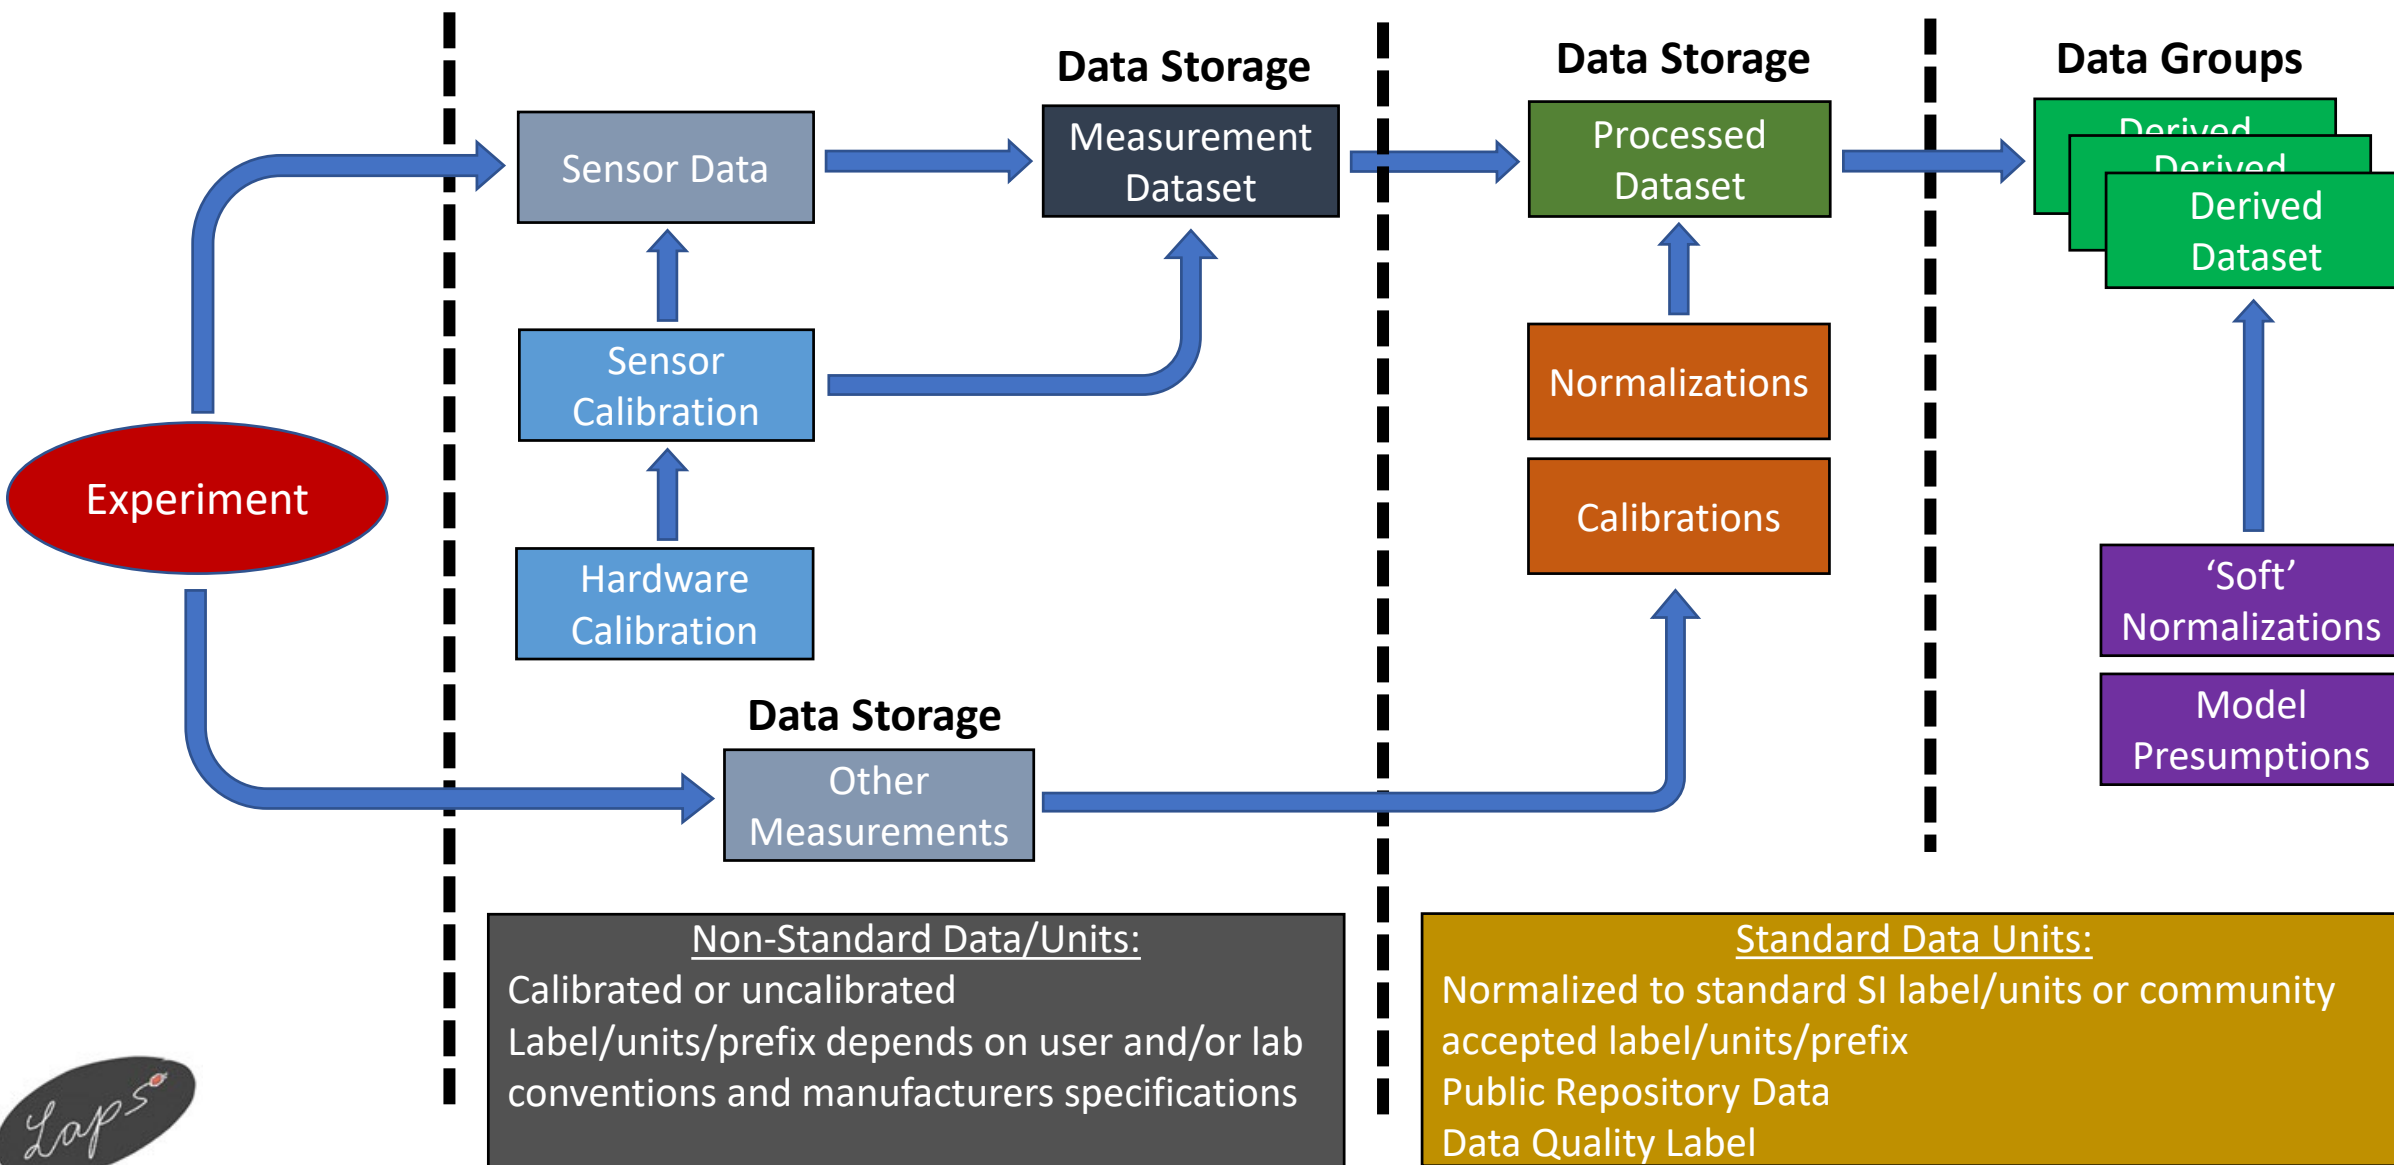 Data Storage
Data Storage
Data Groups
Sensor Data
Measurement
Dataset
Processed
Dataset
Derived
Derived
Derived
Dataset
Sensor
Calibration
Normalizations
Experiment
Calibrations
Hardware
Calibration
‘Soft’
Normalizations
Model
Presumptions
Data Storage
Other
Measurements
Non-Standard Data/Units:
Calibrated or uncalibrated
Label/units/prefix depends on user and/or lab
conventions and manufacturers specifications
Standard Data Units:
Normalized to standard SI label/units or community
accepted label/units/prefix
Public Repository Data
Data Quality Label
Laps